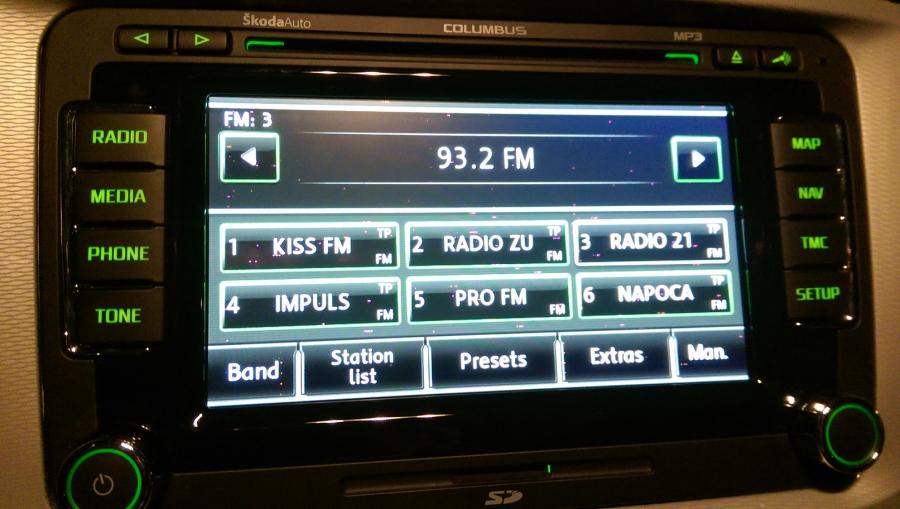 ŠkodaAuto
COLUMBUS
MP3
FM: 3
93.2 FM
1 KISS FM TP FM
2 RADIO ZU TP FM
3 RADIO 21 TP FM
4 IMPULS TP FM
5 PRO FM FM
6 NAPOCA TP FM
Band
Station
list
Presets
Extras
Man.
RADIO
MEDIA
PHONE
TONE
MAP
NAV
TMC
SETUP
SD